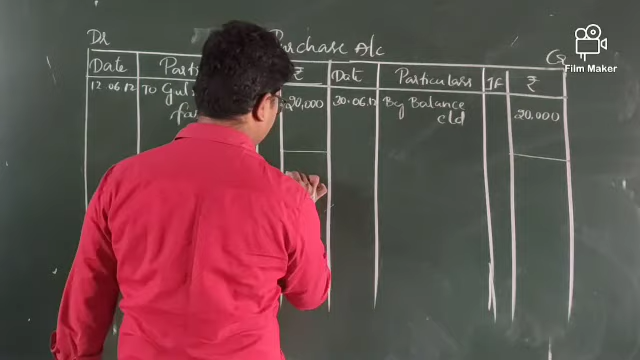 Dr Purchase A/c Cr
Date ₹ Date Particulars JF ₹
12.06.12 To 20,000 30.06.12 By Balance
c/d 20,000
Film Maker